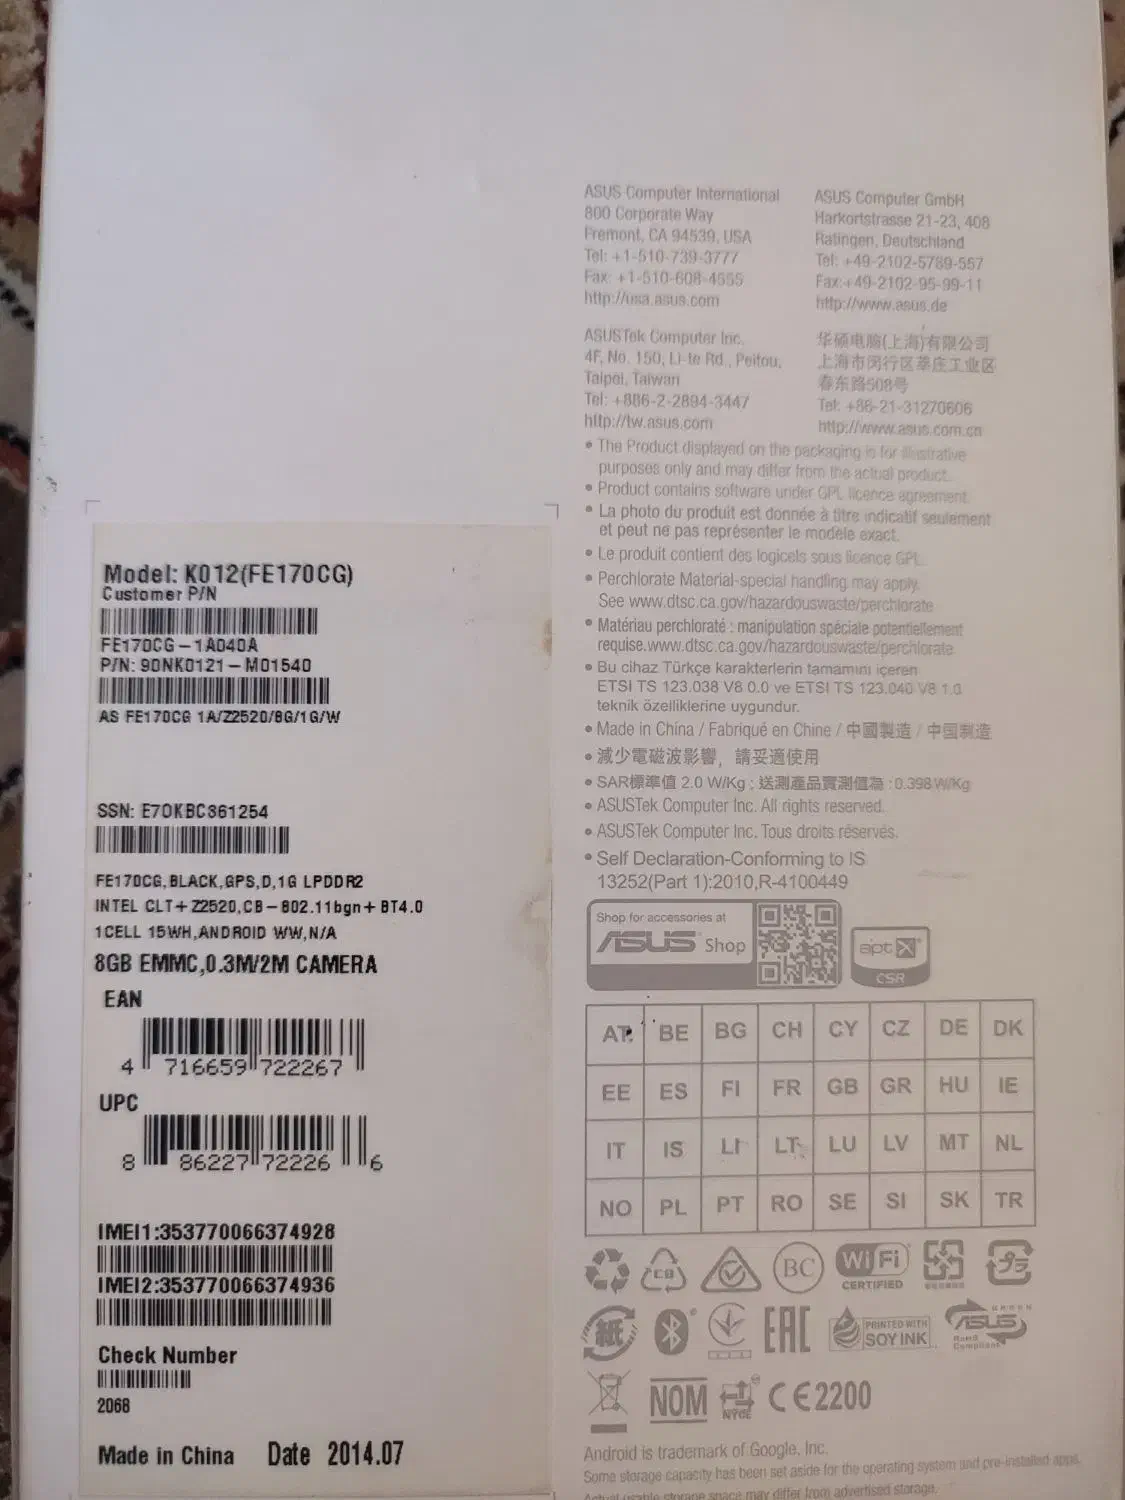 ASUS Computer International
800 Corporate Way
Fremont, CA 94539, USA
Tel: +1-510-739-3777
Fax: +1-510-608-4555
http://usa.asus.com
ASUS Computer GmbH
Harkortstrasse 21-23, 408
Ratingen, Deutschland
Tel: +49-2102-5789-557
Fax:+49-2102-95-99-11
http://www.asus.de
ASUSTek Computer Inc.
4F, No. 150, Li-te Rd., Peitou,
Taipei, Taiwan
Tel: +886-2-2894-3447
http://tw.asus.com
华硕电脑(上海)有限公司
上海市闵行区莘庄工业区
春东路508号
Tel: +86-21-31270606
http://www.asus.com.cn
• The Product displayed on the packaging is for illustrative
purposes only and may differ from the actual product.
• Product contains software under GPL licence agreement.
• La photo du produit est donnée à titre indicatif seulement
et peut ne pas représenter le modèle exact.
• Le produit contient des logiciels sous licence GPL.
• Perchlorate Material-special handling may apply.
See www.dtsc.ca.gov/hazardouswaste/perchlorate
• Matériau perchloraté : manipulation spéciale potentiellement
requise.www.dtsc.ca.gov/hazardouswaste/perchlorate
• Bu cihaz Türkçe karakterlerin tamamını içeren
ETSI TS 123.038 V8.0.0 ve ETSI TS 123.040 V8.1.0
teknik özelliklerine uygundur.
• Made in China / Fabriqué en Chine / 中國製造 / 中国制造
• 減少電磁波影響，請妥適使用
• SAR標準值 2.0 W/Kg ; 送測產品實測值為 : 0.398 W/Kg
• ASUSTek Computer Inc. All rights reserved.
• ASUSTek Computer Inc. Tous droits réservés.
• Self Declaration-Conforming to IS
13252(Part 1):2010,R-4100449
Shop for accessories at
ASUS Shop
aptX
CSR
AT BE BG CH CY CZ DE DK
EE ES FI FR GB GR HU IE
IT IS LI LT LU LV MT NL
NO PL PT RO SE SI SK TR
BC
Wi Fi
CERTIFIED
プラ
紙
EAC
PRINTED WITH
SOY INK
GREEN
ASUS
RoHS
Compliant
NOM
NYCE
CE2200
Android is trademark of Google, Inc.
Some storage capacity has been set aside for the operating system and pre-installed apps.
Actual usable storage space may differ from advertised storage.
Model: K012(FE170CG)
Customer P/N
FE170CG-1A040A
P/N: 90NK0121-M01540
AS FE170CG 1A/Z2520/8G/1G/W
SSN: E7OKBC361254
FE170CG,BLACK,GPS,D,1G LPDDR2
INTEL CLT+Z2520,CB-802.11bgn+BT4.0
1CELL 15WH,ANDROID WW,N/A
8GB EMMC,0.3M/2M CAMERA
EAN
4 716659 722267
UPC
8 86227 72226 6
IMEI1:353770066374928
IMEI2:353770066374936
Check Number
2068
Made in China Date 2014.07